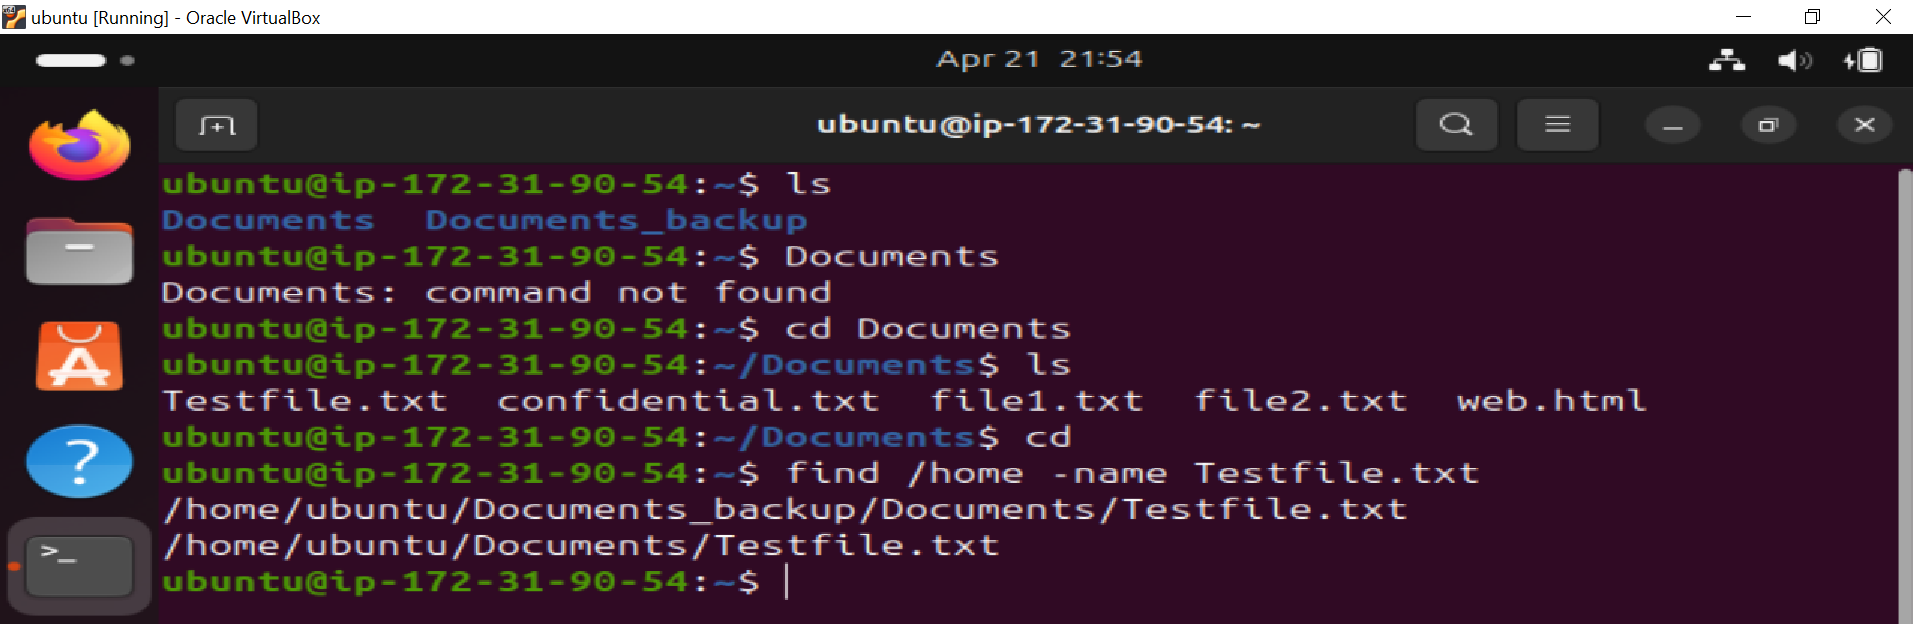 ubuntu [Running] - Oracle VirtualBox
Apr 21 21:54
ubuntu@ip-172-31-90-54: ~
ubuntu@ip-172-31-90-54:~$ ls
Documents Documents_backup
ubuntu@ip-172-31-90-54:~$ Documents
Documents: command not found
ubuntu@ip-172-31-90-54:~$ cd Documents
ubuntu@ip-172-31-90-54:~/Documents$ ls
Testfile.txt confidential.txt file1.txt file2.txt web.html
ubuntu@ip-172-31-90-54:~/Documents$ cd
ubuntu@ip-172-31-90-54:~$ find /home -name Testfile.txt
/home/ubuntu/Documents_backup/Documents/Testfile.txt
/home/ubuntu/Documents/Testfile.txt
ubuntu@ip-172-31-90-54:~$